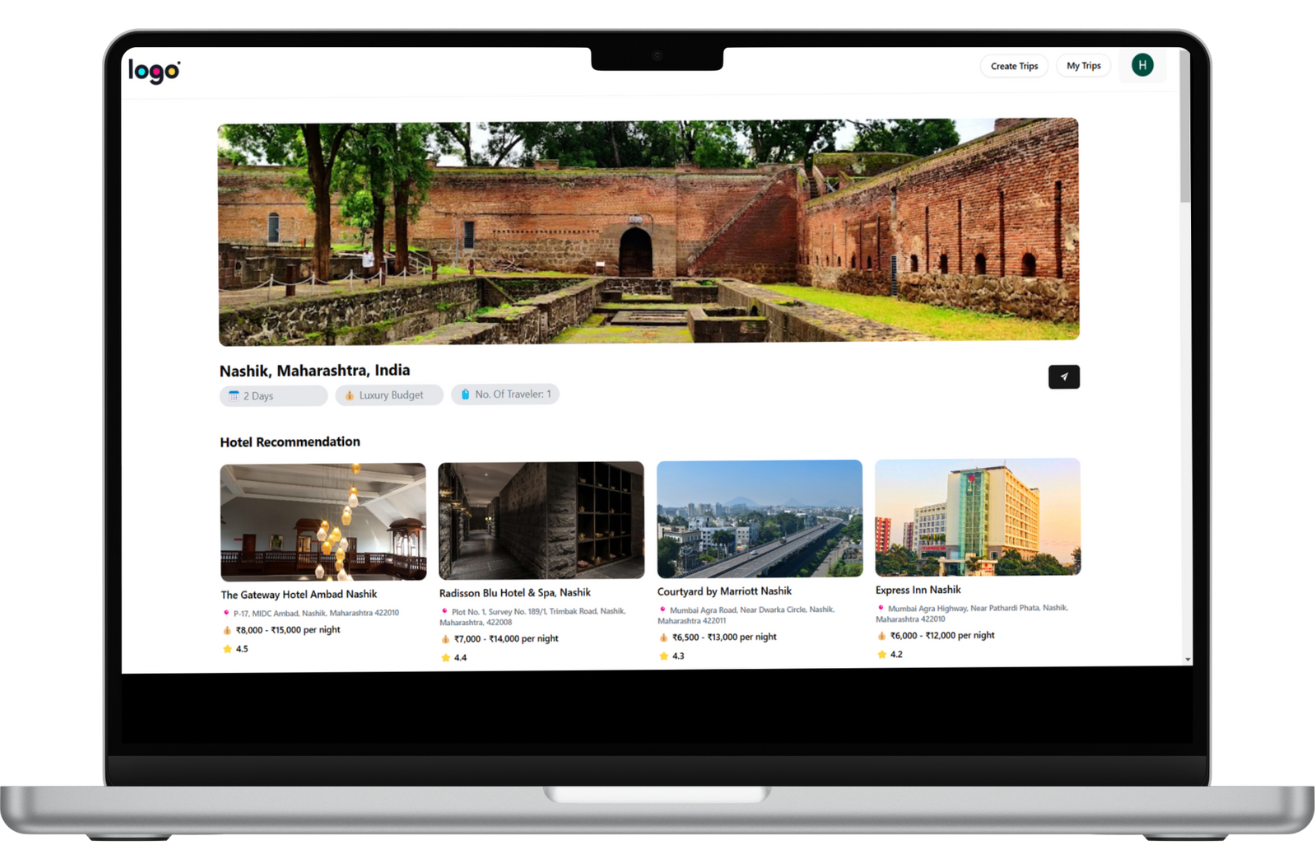 logo
Create Trips
My Trips
H
Nashik, Maharashtra, India
2 Days
Luxury Budget
No. Of Traveler: 1
Hotel Recommendation
The Gateway Hotel Ambad Nashik
P-17, MIDC Ambad, Nashik, Maharashtra 422010
₹8,000 - ₹15,000 per night
4.5
Radisson Blu Hotel & Spa, Nashik
Plot No. 1, Survey No. 189/1, Trimbak Road, Nashik,
Maharashtra, 422008
₹7,000 - ₹14,000 per night
4.4
Courtyard by Marriott Nashik
Mumbai Agra Road, Near Dwarka Circle, Nashik,
Maharashtra 422011
₹6,500 - ₹13,000 per night
4.3
Express Inn Nashik
Mumbai Agra Highway, Near Pathardi Phata, Nashik,
Maharashtra 422010
₹6,000 - ₹12,000 per night
4.2